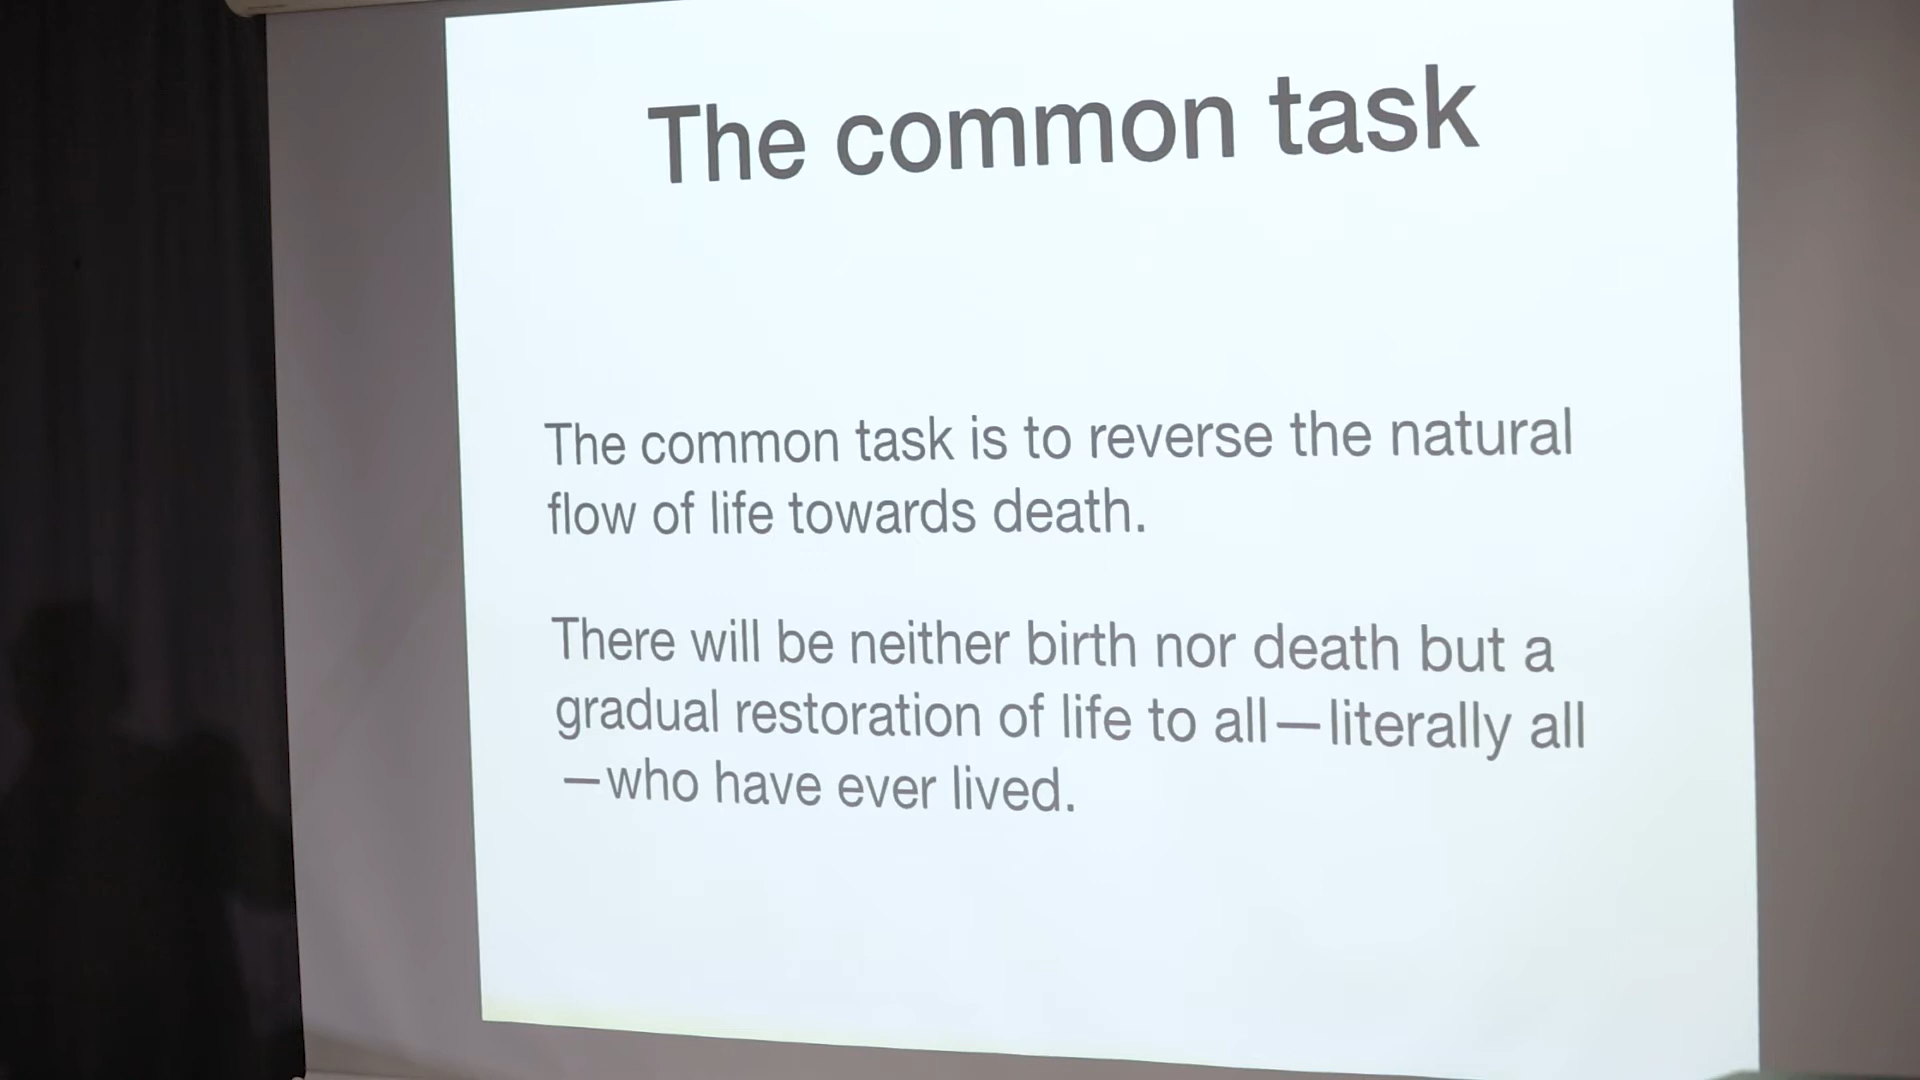 The common task
The common task is to reverse the natural
flow of life towards death.
There will be neither birth nor death but a
gradual restoration of life to all—literally all
—who have ever lived.